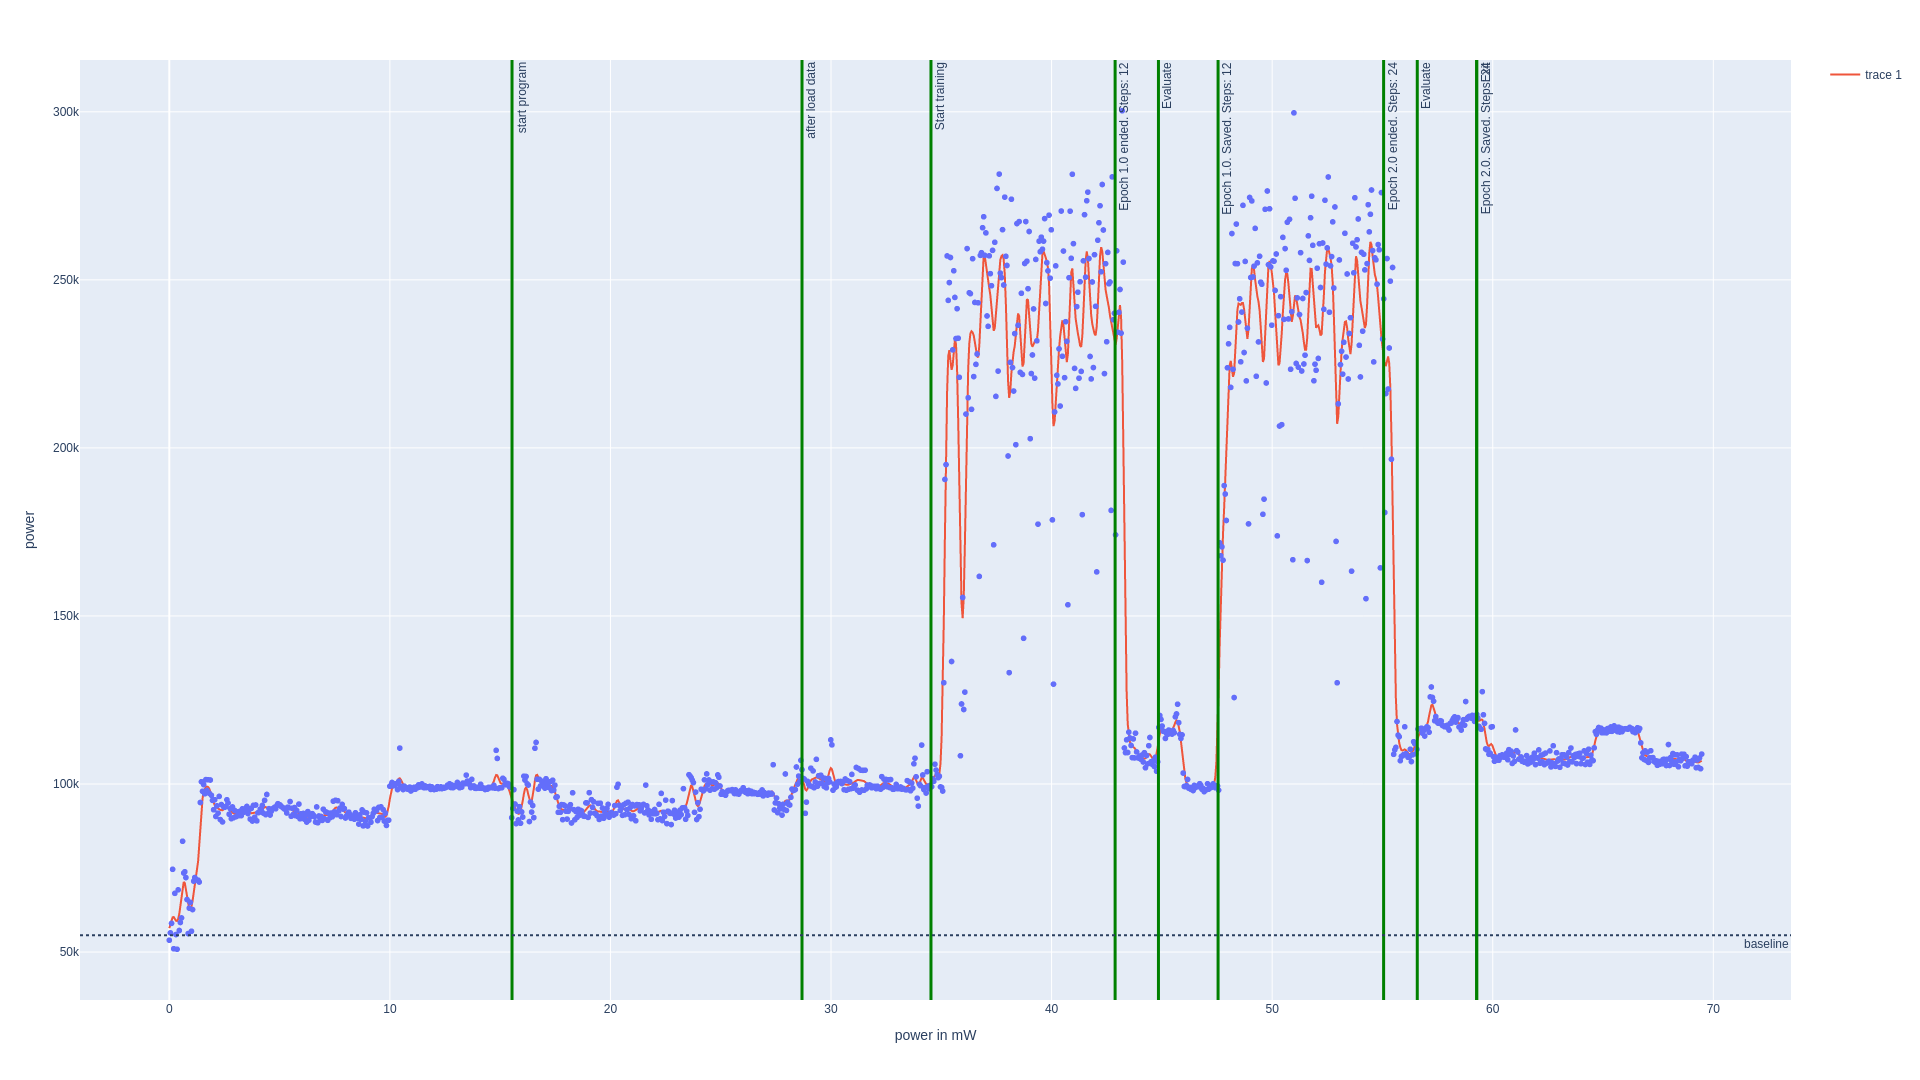 start program
after load data
Start training
Epoch 1.0 ended. Steps: 12
Evaluate
Epoch 1.0. Saved. Steps: 12
Epoch 2.0 ended. Steps: 24
Evaluate
Epoch 2.0. Saved. Steps: 24
trace 1
300k
250k
200k
150k
100k
50k
power
baseline
0
10
20
30
40
50
60
70
power in mW